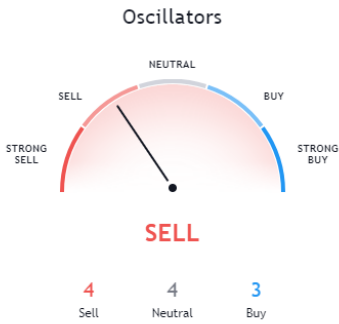 Oscillators
NEUTRAL
SELL
BUY
STRONG
SELL
STRONG
BUY
SELL
4
4
3
Sell
Neutral
Buy